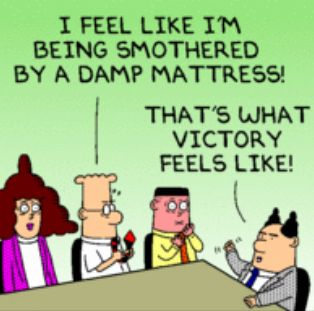 I FEEL LIKE I'M
BEING SMOTHERED
BY A DAMP MATTRESS!
THAT'S WHAT
VICTORY
FEELS LIKE!